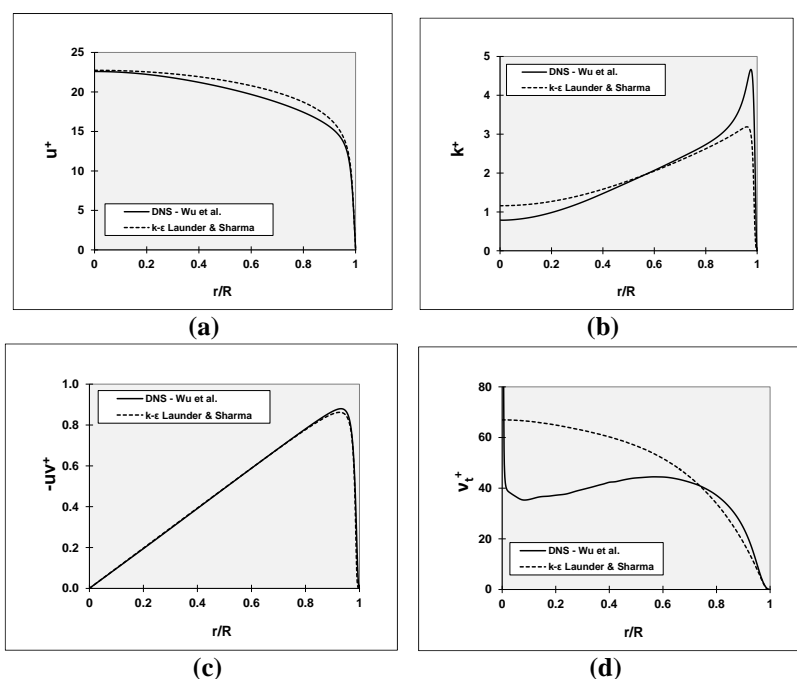 25
20
15
10
5
0
u+
DNS - Wu et al.
k-ε Launder & Sharma
0 0.2 0.4 0.6 0.8 1
r/R
(a)
5
4
3
2
1
0
k+
DNS - Wu et al.
k-ε Launder & Sharma
0 0.2 0.4 0.6 0.8 1
r/R
(b)
1.0
0.8
0.6
0.4
0.2
0.0
-uv+
DNS - Wu et al.
k-ε Launder & Sharma
0 0.2 0.4 0.6 0.8 1
r/R
(c)
80
60
40
20
0
νt+
DNS - Wu et al.
k-ε Launder & Sharma
0 0.2 0.4 0.6 0.8 1
r/R
(d)